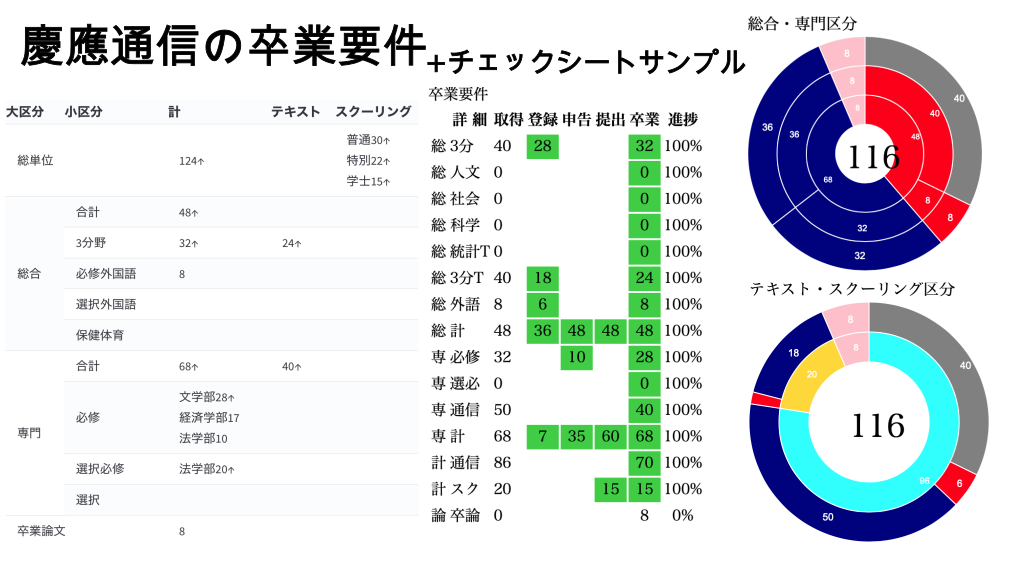 慶應通信の卒業要件+チェックシートサンプル
大区分 小区分 計 テキスト スクーリング
総単位 124↑ 普通30↑
特別22↑
学士15↑
総合 合計 48↑
3分野 32↑ 24↑
必修外国語 8
選択外国語
保健体育
専門 合計 68↑ 40↑
必修 文学部28↑
経済学部17
法学部10
選択必修 法学部20↑
選択
卒業論文 8
卒業要件
詳細 取得 登録 申告 提出 卒業 進捗
総 3分 40 28 32 100%
総 人文 0 0 100%
総 社会 0 0 100%
総 科学 0 0 100%
総 統計T 0 0 100%
総 3分T 40 18 24 100%
総 外語 8 6 8 100%
総 計 48 36 48 48 48 100%
専 必修 32 10 28 100%
専 選必 0 0 100%
専 通信 50 40 100%
専 計 68 7 35 60 68 100%
計 通信 86 70 100%
計 スク 20 15 15 100%
論 卒論 0 8 0%
総合・専門区分
8
40
8
40
36
36
8
48
116
68
8
8
32
32
テキスト・スクーリング区分
8
40
18
8
20
116
98
6
50